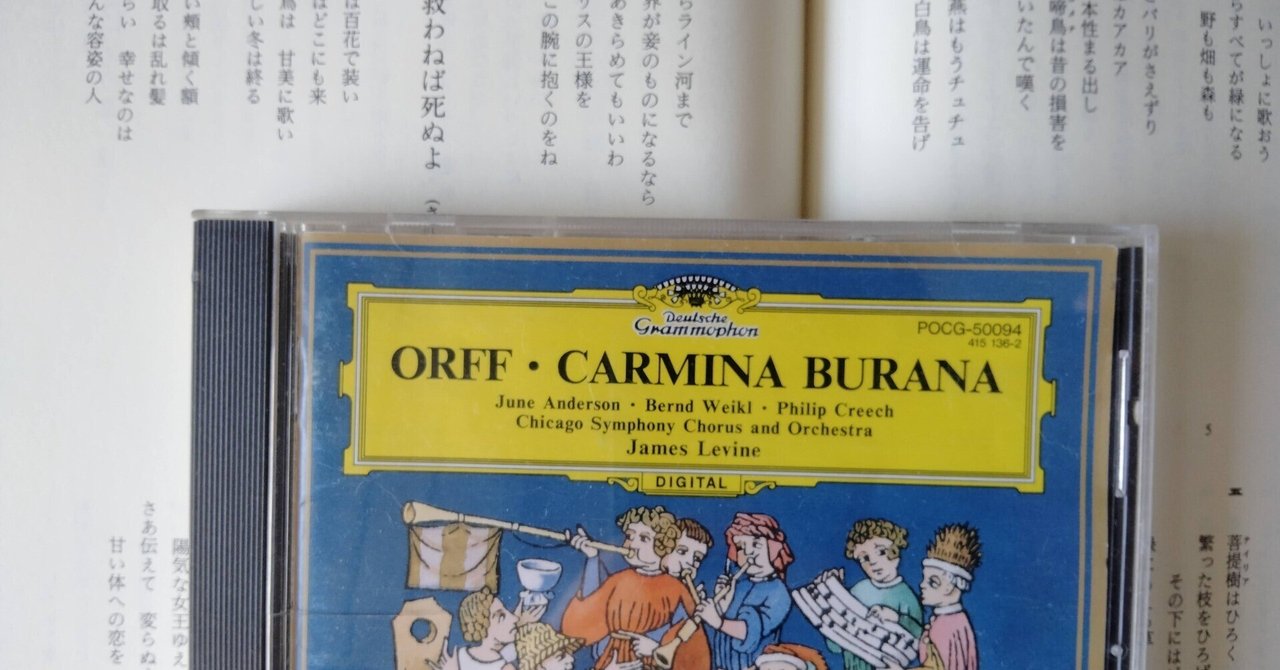 いっしょに歌おう
らすべてが緑になる
野も畑も森も
バリがさえずり
カアカア
本性まる出し
啼鳥は昔の損害を
いたんで嘆く
燕はもうチュチュ
白鳥は運命を告げ
らライン河まで
界が妾のものになるなら
あきらめてもいいわ
リスの王様を
この腕に抱くのをね
救わねば死ぬよ
は百花で装い
はどこにも来
鳥は 甘美に歌い
しい冬は終る
い頬と傾く額
取るは乱れ髪
らい 幸せなのは
んな容姿の人
Deutsche
Grammophon
POCG-50094
415 136-2
ORFF・CARMINA BURANA
June Anderson・Bernd Weikl・Philip Creech
Chicago Symphony Chorus and Orchestra
James Levine
DIGITAL
5
五
菩提樹はひろく
繁った枝をひろ
その下には
陽気な女王ゆえ
さあ伝えて 変らぬ
甘い体への恋を